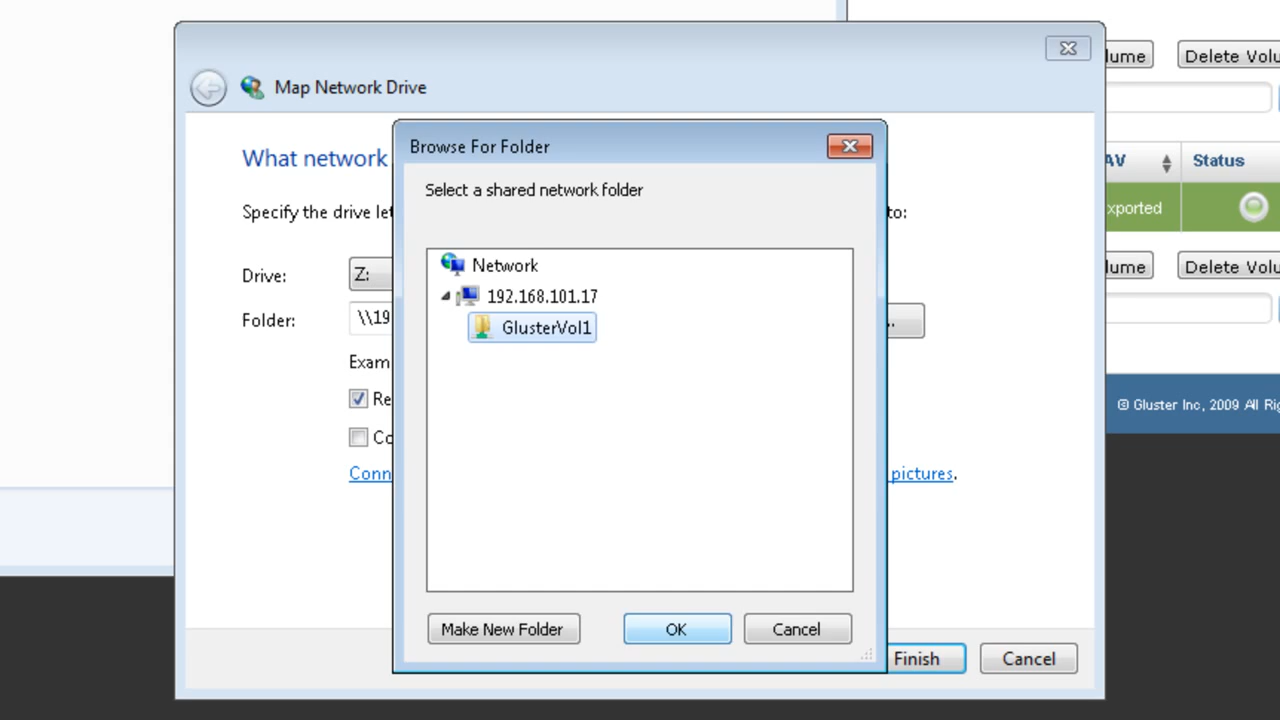 lume
Delete Volu
Map Network Drive
Browse For Folder
What network
Select a shared network folder
AV
Status
Specify the drive let
to:
xported
Network
Drive:
Z:
192.168.101.17
lume
Delete Volu
Folder:
\\19
GlusterVol1
..
Exam
Re
Co
© Gluster Inc, 2009 All Rig
Conn
pictures.
Make New Folder
OK
Cancel
Finish
Cancel